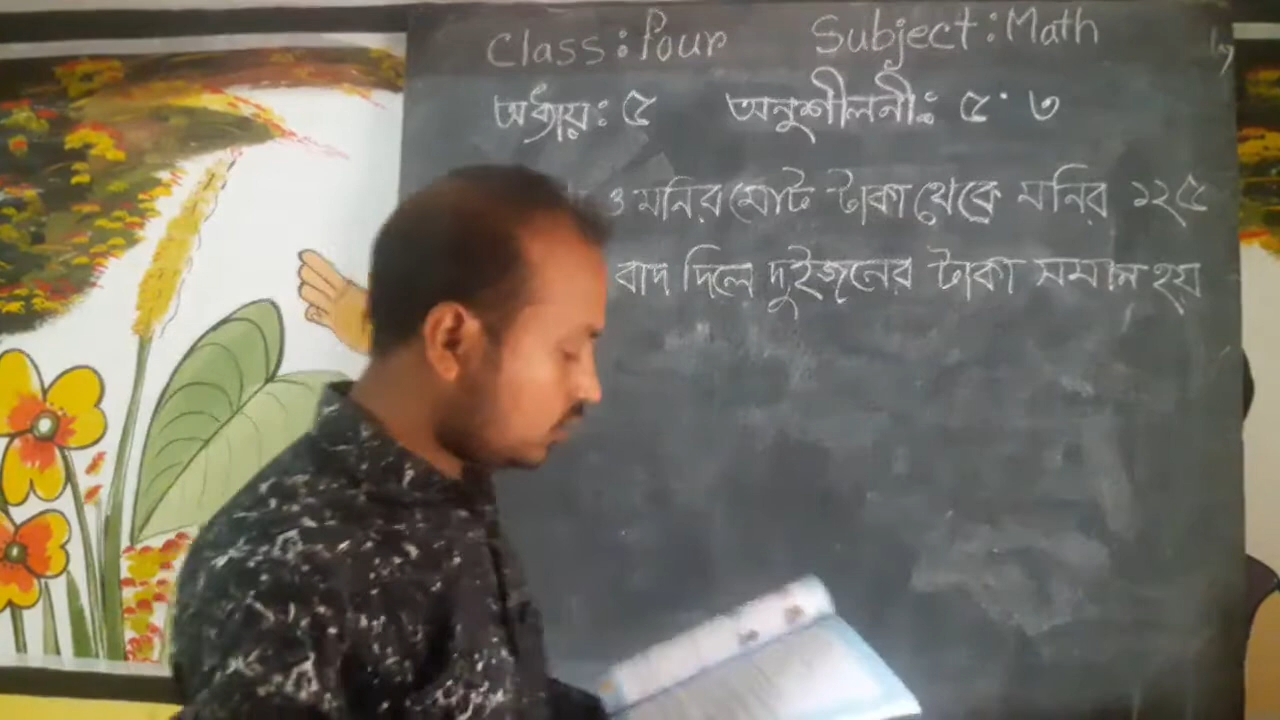 Class: Four Subject: Math
অধ্যায়: ৫ অনুশীলনী: ৫.৩
ও মনির মোট টাকা থেকে মনির ১২৫
বাদ দিলে দুইজনের টাকা সমান হয়